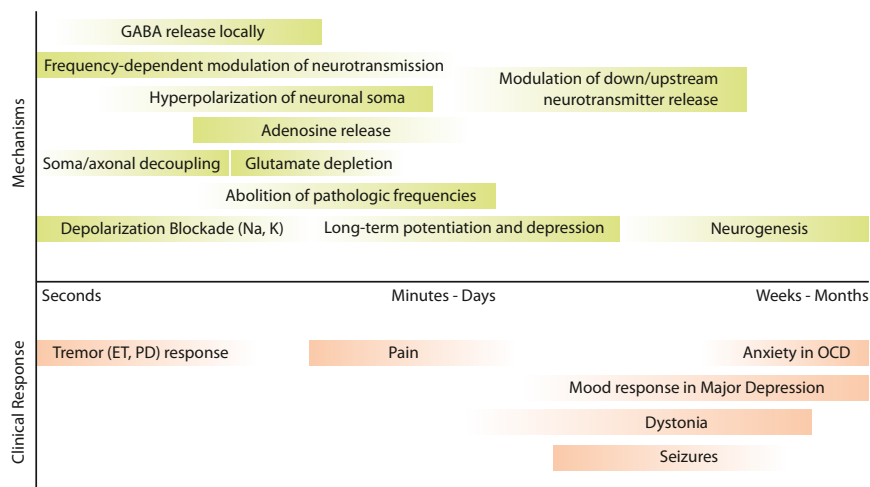 Mechanisms
GABA release locally
Frequency-dependent modulation of neurotransmission
Modulation of down/upstream
neurotransmitter release
Hyperpolarization of neuronal soma
Adenosine release
Soma/axonal decoupling
Glutamate depletion
Abolition of pathologic frequencies
Depolarization Blockade (Na, K)
Long-term potentiation and depression
Neurogenesis
Seconds
Minutes - Days
Weeks - Months
Clinical Response
Tremor (ET, PD) response
Pain
Anxiety in OCD
Mood response in Major Depression
Dystonia
Seizures